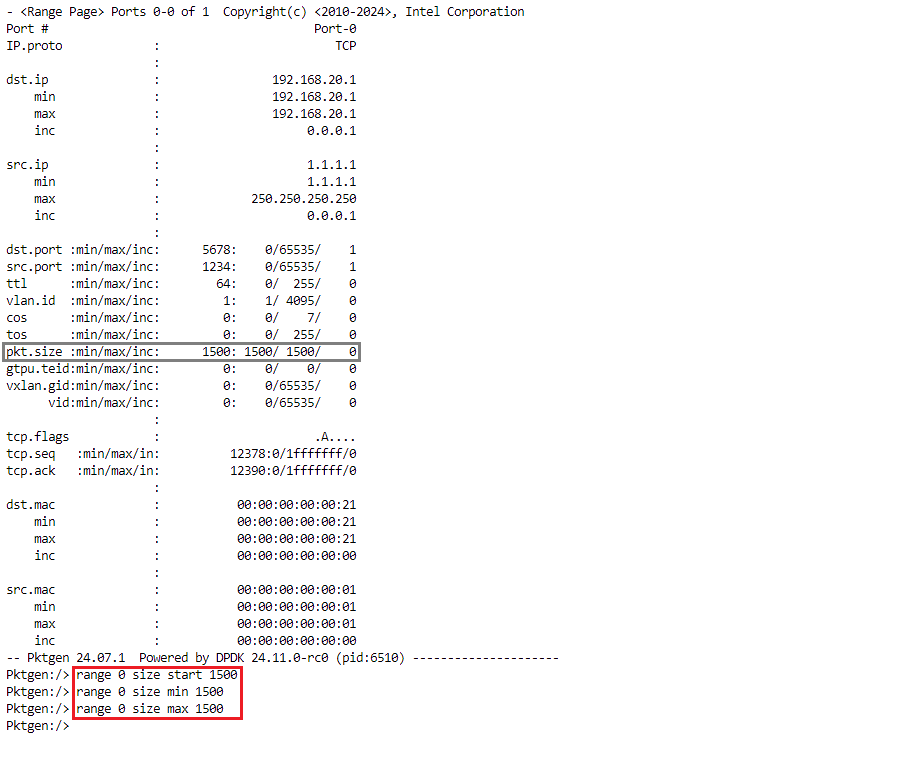 - <Range Page> Ports 0-0 of 1  Copyright(c) <2010-2024>, Intel Corporation
Port #                                      Port-0
IP.proto             :                         TCP
                     :
dst.ip               :                192.168.20.1
    min              :                192.168.20.1
    max              :                192.168.20.1
    inc              :                     0.0.0.1
                     :
src.ip               :                     1.1.1.1
    min              :                     1.1.1.1
    max              :             250.250.250.250
    inc              :                     0.0.0.1
                     :
dst.port :min/max/inc:      5678:    0/65535/    1
src.port :min/max/inc:      1234:    0/65535/    1
ttl      :min/max/inc:        64:    0/  255/    0
vlan.id  :min/max/inc:         1:    1/ 4095/    0
cos      :min/max/inc:         0:    0/    7/    0
tos      :min/max/inc:         0:    0/  255/    0
pkt.size :min/max/inc:      1500: 1500/ 1500/    0
gtpu.teid:min/max/inc:         0:    0/    0/    0
vxlan.gid:min/max/inc:         0:    0/65535/    0
      vid:min/max/inc:         0:    0/65535/    0
                     :
tcp.flags            :                      .A....
tcp.seq   :min/max/in:          12378:0/1fffffff/0
tcp.ack   :min/max/in:          12390:0/1fffffff/0
                     :
dst.mac              :           00:00:00:00:00:21
    min              :           00:00:00:00:00:21
    max              :           00:00:00:00:00:21
    inc              :           00:00:00:00:00:00
                     :
src.mac              :           00:00:00:00:00:01
    min              :           00:00:00:00:00:01
    max              :           00:00:00:00:00:01
    inc              :           00:00:00:00:00:00
-- Pktgen 24.07.1  Powered by DPDK 24.11.0-rc0 (pid:6510) ---------------------
Pktgen:/> range 0 size start 1500
Pktgen:/> range 0 size min 1500
Pktgen:/> range 0 size max 1500
Pktgen:/>